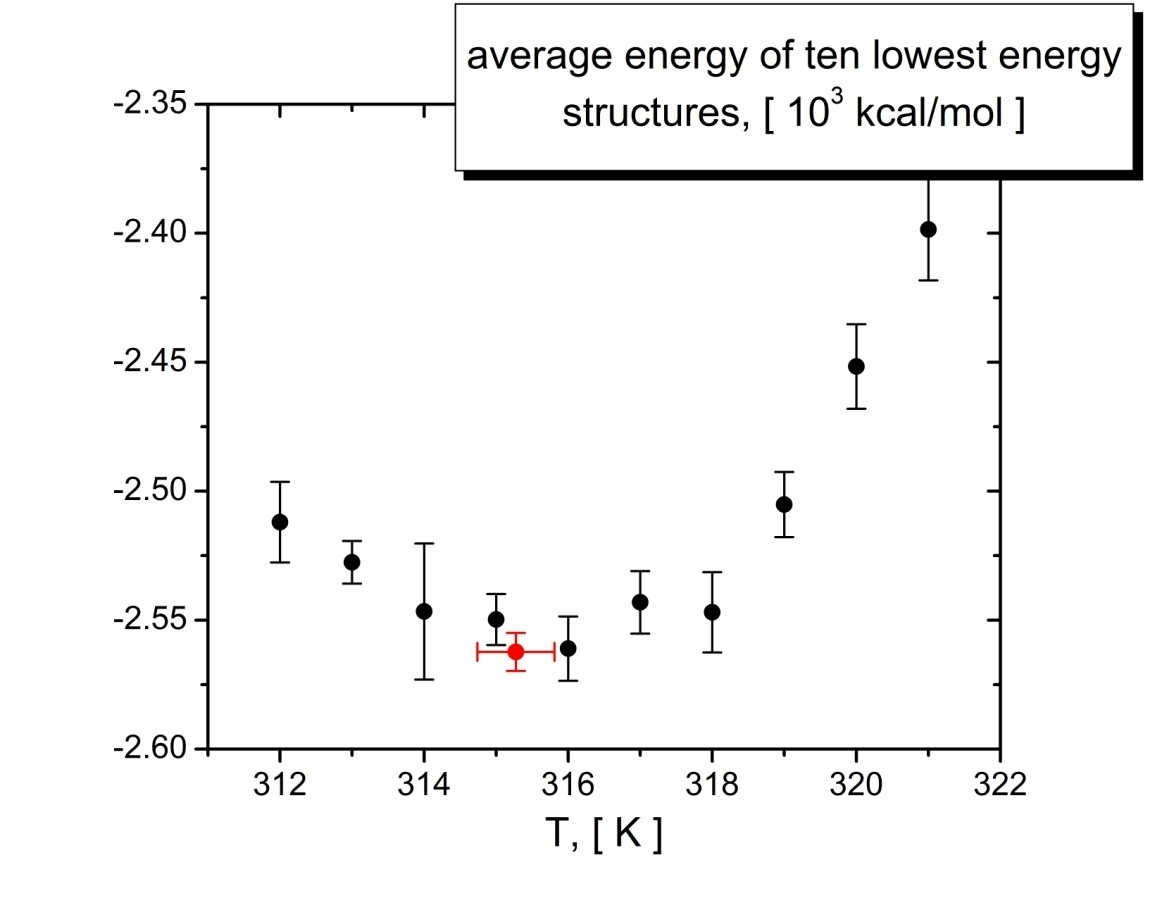 average energy of ten lowest energy
structures, [ 10³ kcal/mol ]
-2.35
-2.40
-2.45
-2.50
-2.55
-2.60
312 314 316 318 320 322
T, [ K ]